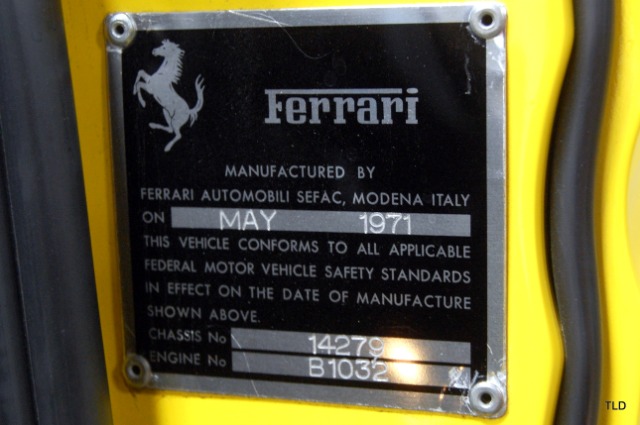 Ferrari
MANUFACTURED BY
FERRARI AUTOMOBILI SEFAC, MODENA ITALY
ON MAY 1971
THIS VEHICLE CONFORMS TO ALL APPLICABLE
FEDERAL MOTOR VEHICLE SAFETY STANDARDS
IN EFFECT ON THE DATE OF MANUFACTURE
SHOWN ABOVE.
CHASSIS No 14279
ENGINE No B1032
TLD